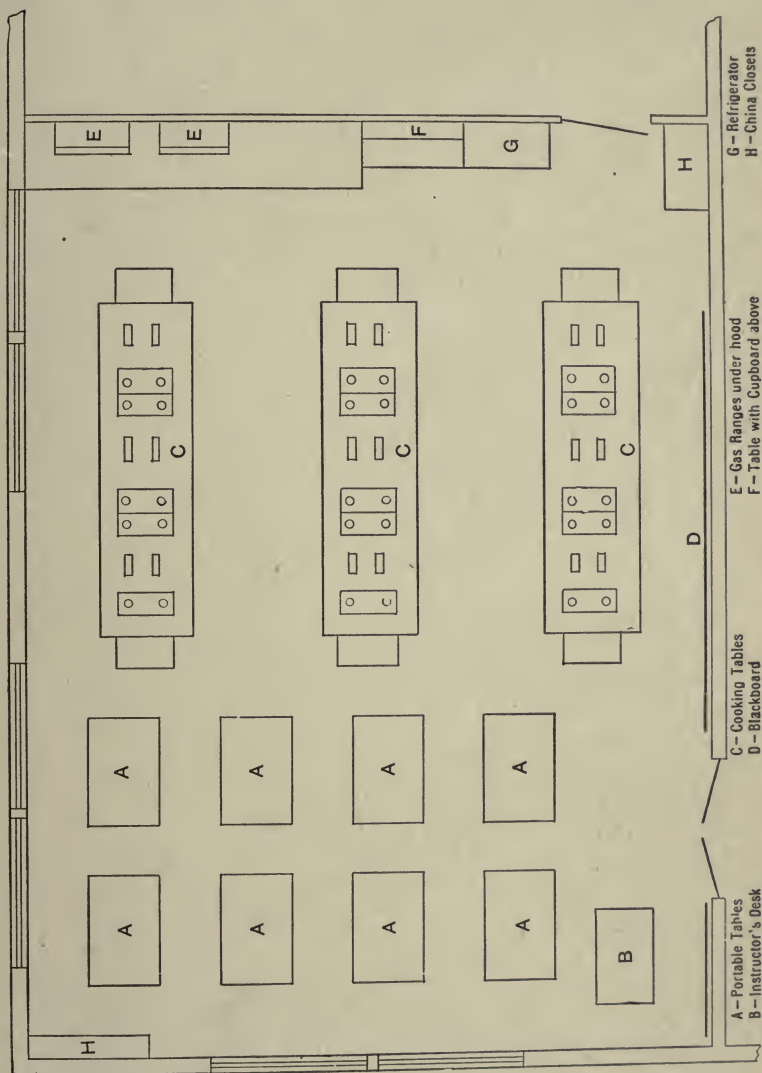 H
E
A
A
C
E
A
A
A
A
C
F
G
A
A
B
C
H
D
A – Portable Tables
B – Instructor's Desk
C – Cooking Tables
D – Blackboard
E – Gas Ranges under hood
F – Table with Cupboard above
G – Refrigerator
H – China Closets